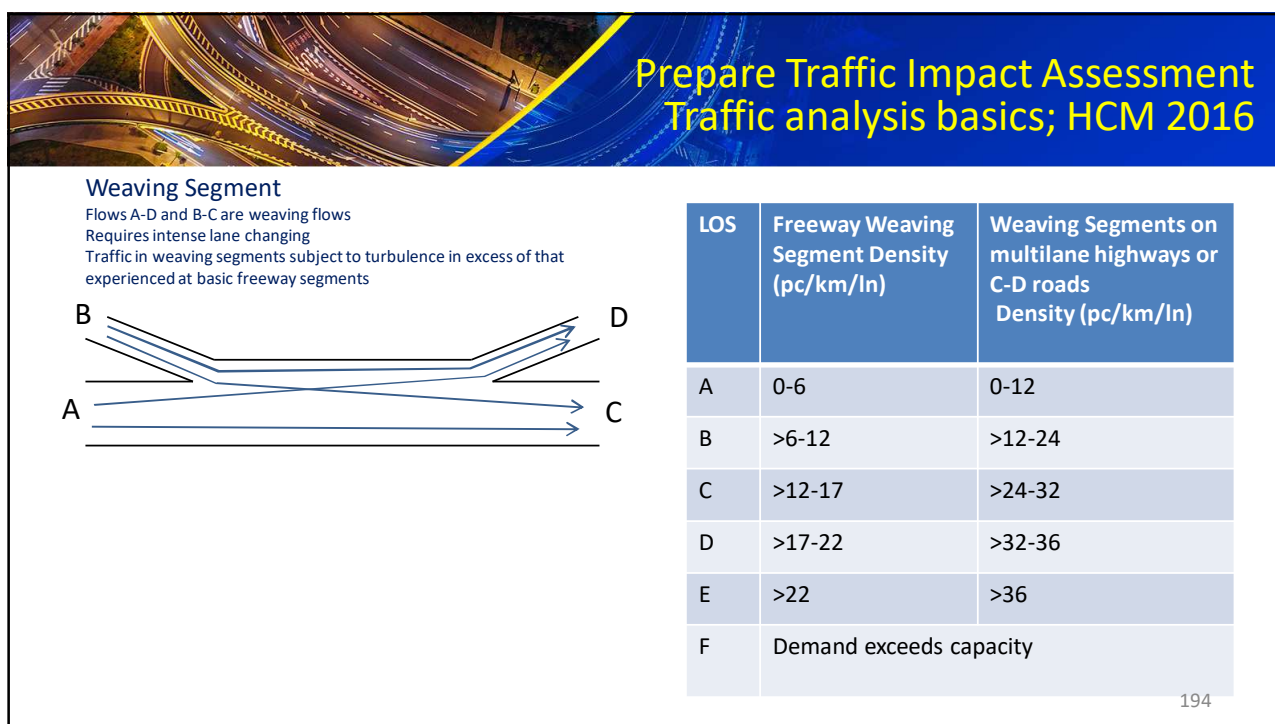 Prepare Traffic Impact Assessment
Traffic analysis basics; HCM 2016
Weaving Segment
Flows A-D and B-C are weaving flows
Requires intense lane changing
Traffic in weaving segments subject to turbulence in excess of that
experienced at basic freeway segments
B
D
A
C
LOS
Freeway Weaving
Segment Density
(pc/km/ln)
Weaving Segments on
multilane highways or
C-D roads
Density (pc/km/ln)
A 0-6 0-12
B >6-12 >12-24
C >12-17 >24-32
D >17-22 >32-36
E >22 >36
F Demand exceeds capacity
194